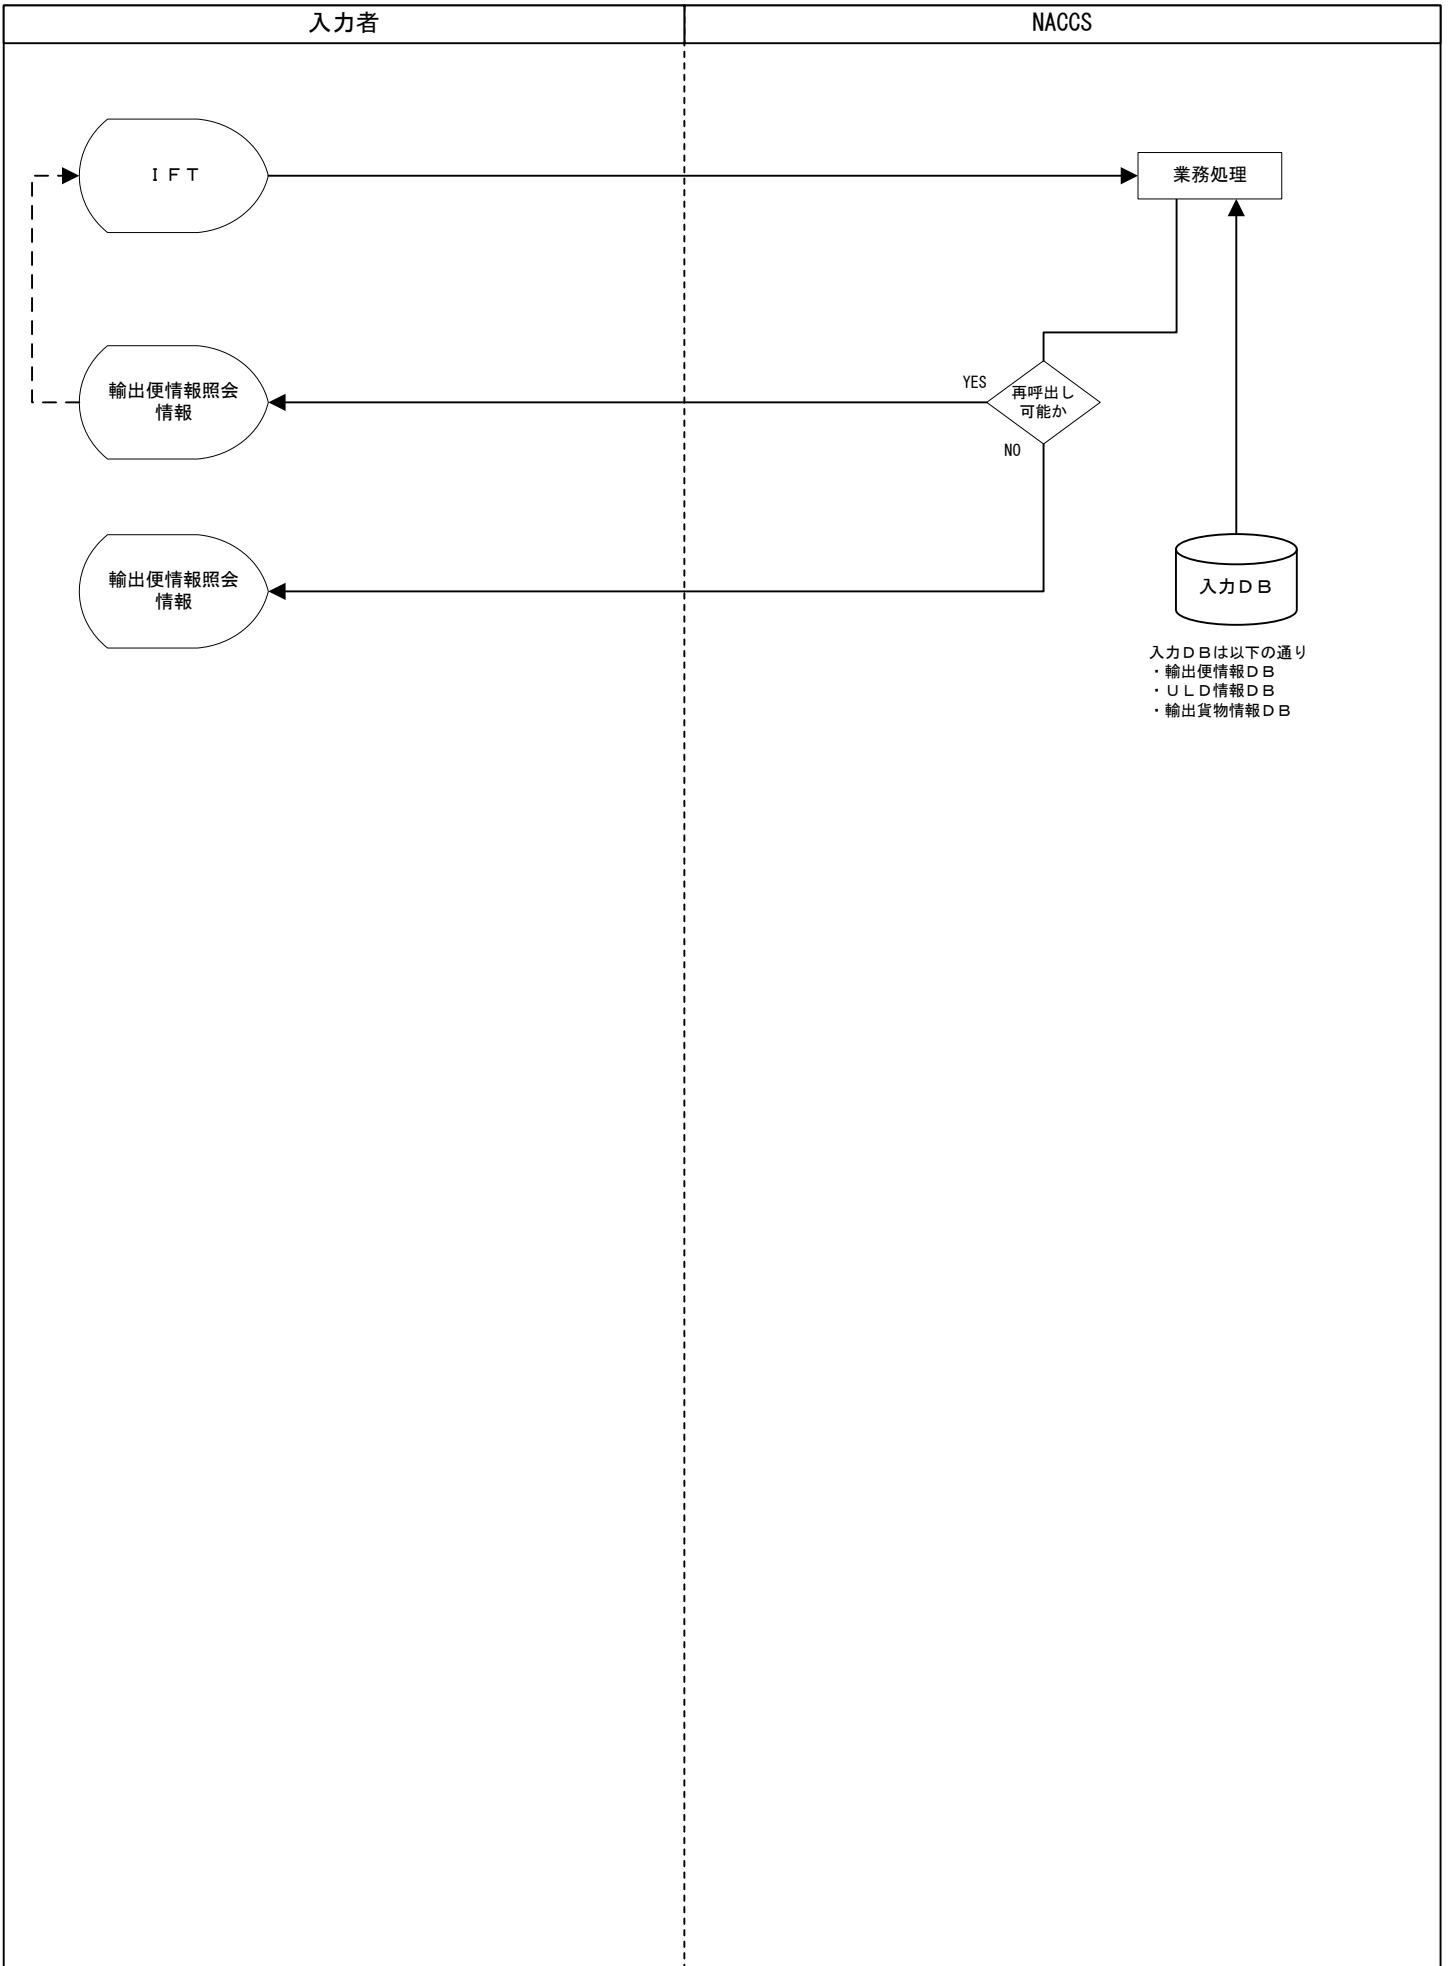 入力者
NACCS
ＩＦＴ
業務処理
輸出便情報照会
情報
YES
再呼出し
可能か
NO
輸出便情報照会
情報
入力ＤＢ
入力ＤＢは以下の通り
・輸出便情報ＤＢ
・ＵＬＤ情報ＤＢ
・輸出貨物情報ＤＢ